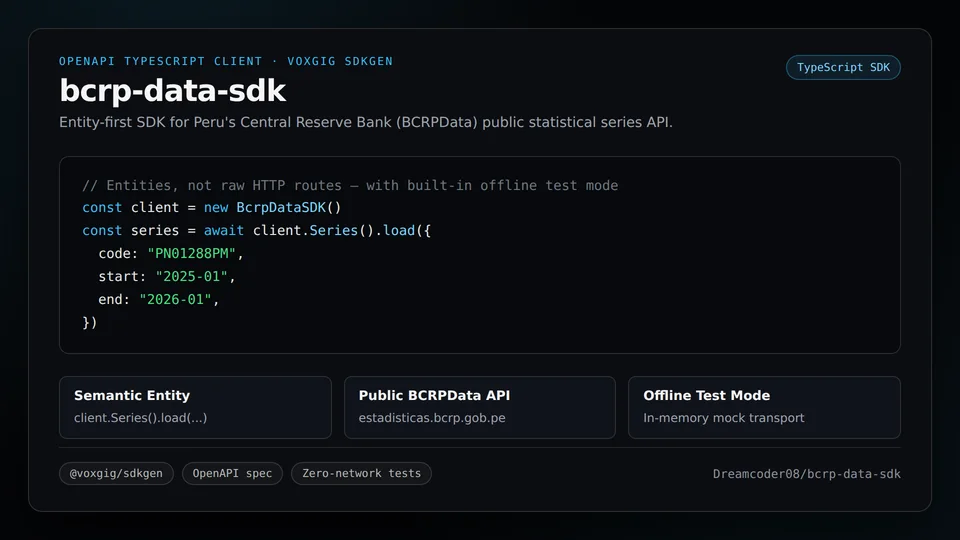 OPENAPI TYPESCRIPT CLIENT · VOXGIG SDKGEN
TypeScript SDK
bcrp-data-sdk
Entity-first SDK for Peru's Central Reserve Bank (BCRPData) public statistical series API.
// Entities, not raw HTTP routes — with built-in offline test mode
const client = new BcrpDataSDK()
const series = await client.Series().load({
  code: "PN01288PM",
  start: "2025-01",
  end: "2026-01",
})
Semantic Entity
client.Series().load(...)
Public BCRPData API
estadisticas.bcrp.gob.pe
Offline Test Mode
In-memory mock transport
@voxgig/sdkgen
OpenAPI spec
Zero-network tests
Dreamcoder08/bcrp-data-sdk